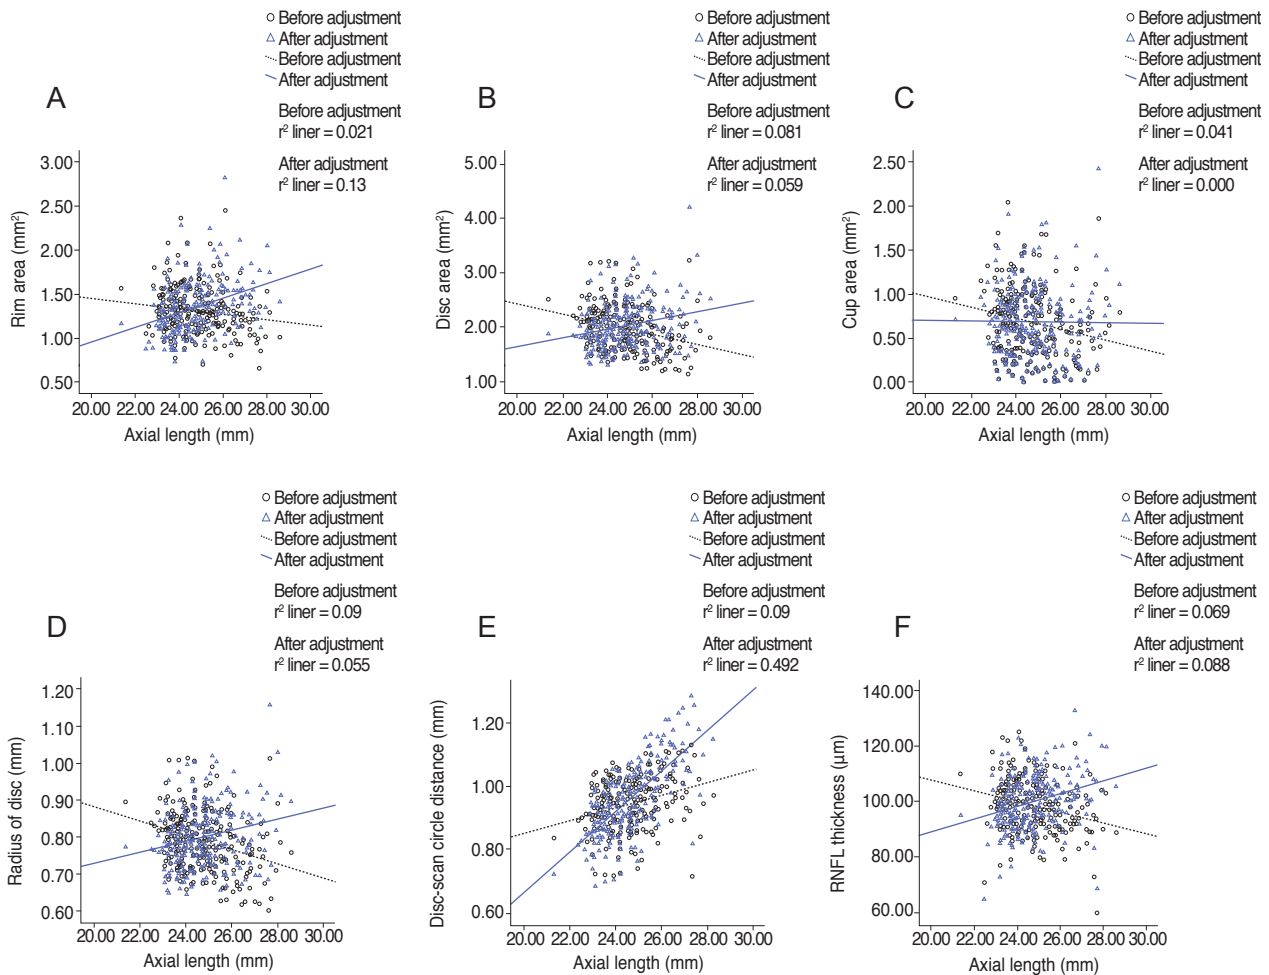 Before adjustment
After adjustment
Before adjustment
After adjustment
A
Before adjustment
r² liner = 0.021
After adjustment
r² liner = 0.13
3.00
2.50
2.00
1.50
1.00
0.50
Rim area (mm²)
20.00 22.00 24.00 26.00 28.00 30.00
Axial length (mm)
Before adjustment
After adjustment
Before adjustment
After adjustment
B
Before adjustment
r² liner = 0.081
After adjustment
r² liner = 0.059
5.00
4.00
3.00
2.00
1.00
Disc area (mm²)
20.00 22.00 24.00 26.00 28.00 30.00
Axial length (mm)
Before adjustment
After adjustment
Before adjustment
After adjustment
C
Before adjustment
r² liner = 0.041
After adjustment
r² liner = 0.000
2.50
2.00
1.50
1.00
0.50
0.00
Cup area (mm²)
20.00 22.00 24.00 26.00 28.00 30.00
Axial length (mm)
Before adjustment
After adjustment
Before adjustment
After adjustment
D
Before adjustment
r² liner = 0.09
After adjustment
r² liner = 0.055
1.20
1.10
1.00
0.90
0.80
0.70
0.60
Radius of disc (mm)
20.00 22.00 24.00 26.00 28.00 30.00
Axial length (mm)
Before adjustment
After adjustment
Before adjustment
After adjustment
E
Before adjustment
r² liner = 0.09
After adjustment
r² liner = 0.492
1.20
1.00
0.80
0.60
Disc-scan circle distance (mm)
20.00 22.00 24.00 26.00 28.00 30.00
Axial length (mm)
Before adjustment
After adjustment
Before adjustment
After adjustment
F
Before adjustment
r² liner = 0.069
After adjustment
r² liner = 0.088
140.00
120.00
100.00
80.00
60.00
RNFL thickness (μm)
20.00 22.00 24.00 26.00 28.00 30.00
Axial length (mm)